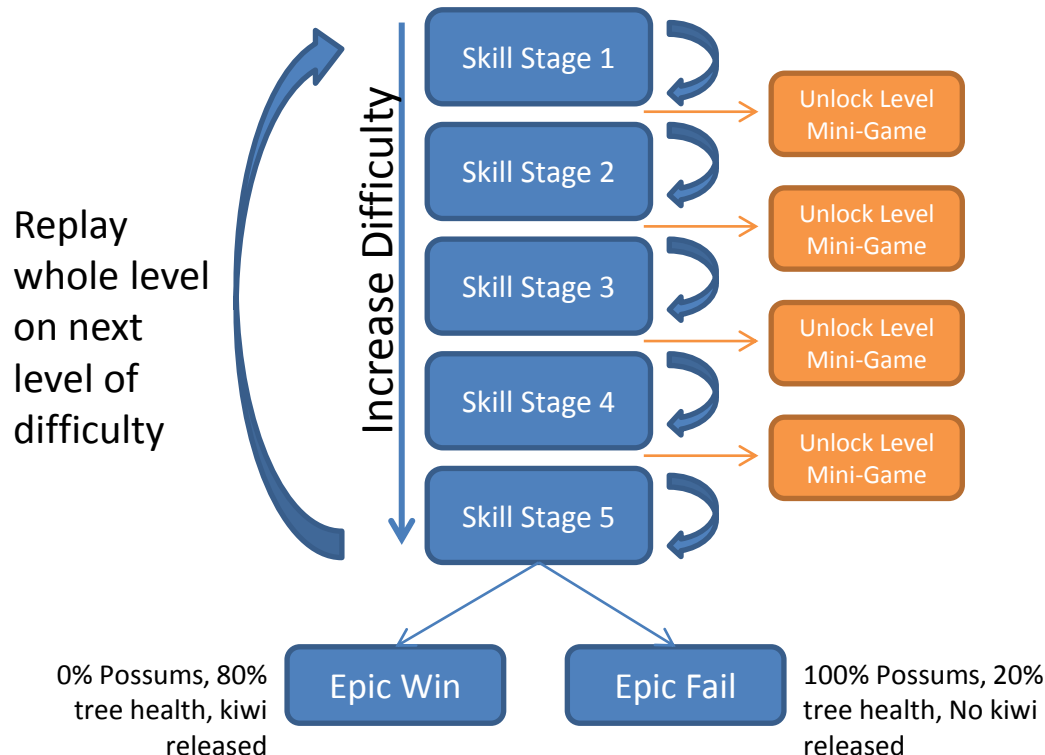 Skill Stage 1
Unlock Level
Mini-Game
Skill Stage 2
Unlock Level
Mini-Game
Replay
whole level
on next
level of
difficulty
Increase Difficulty
Skill Stage 3
Unlock Level
Mini-Game
Skill Stage 4
Unlock Level
Mini-Game
Skill Stage 5
0% Possums, 80%
tree health, kiwi
released
Epic Win
Epic Fail
100% Possums, 20%
tree health, No kiwi
released